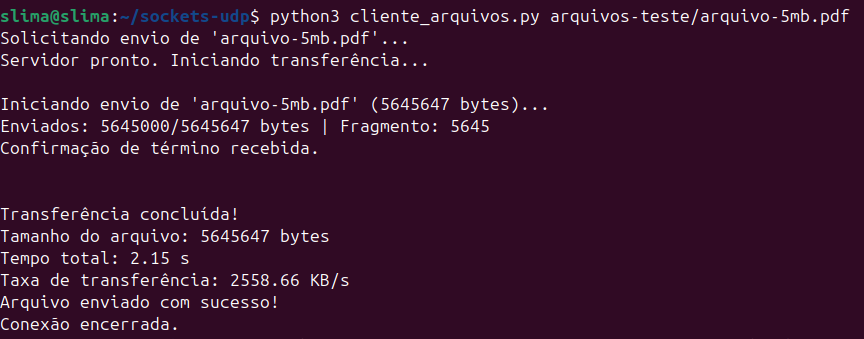 slima@slima:~/sockets-udp$ python3 cliente_arquivos.py arquivos-teste/arquivo-5mb.pdf
Solicitando envio de 'arquivo-5mb.pdf'...
Servidor pronto. Iniciando transferência...
Iniciando envio de 'arquivo-5mb.pdf' (5645647 bytes)...
Enviados: 5645000/5645647 bytes | Fragmento: 5645
Confirmação de término recebida.
Transferência concluída!
Tamanho do arquivo: 5645647 bytes
Tempo total: 2.15 s
Taxa de transferência: 2558.66 KB/s
Arquivo enviado com sucesso!
Conexão encerrada.